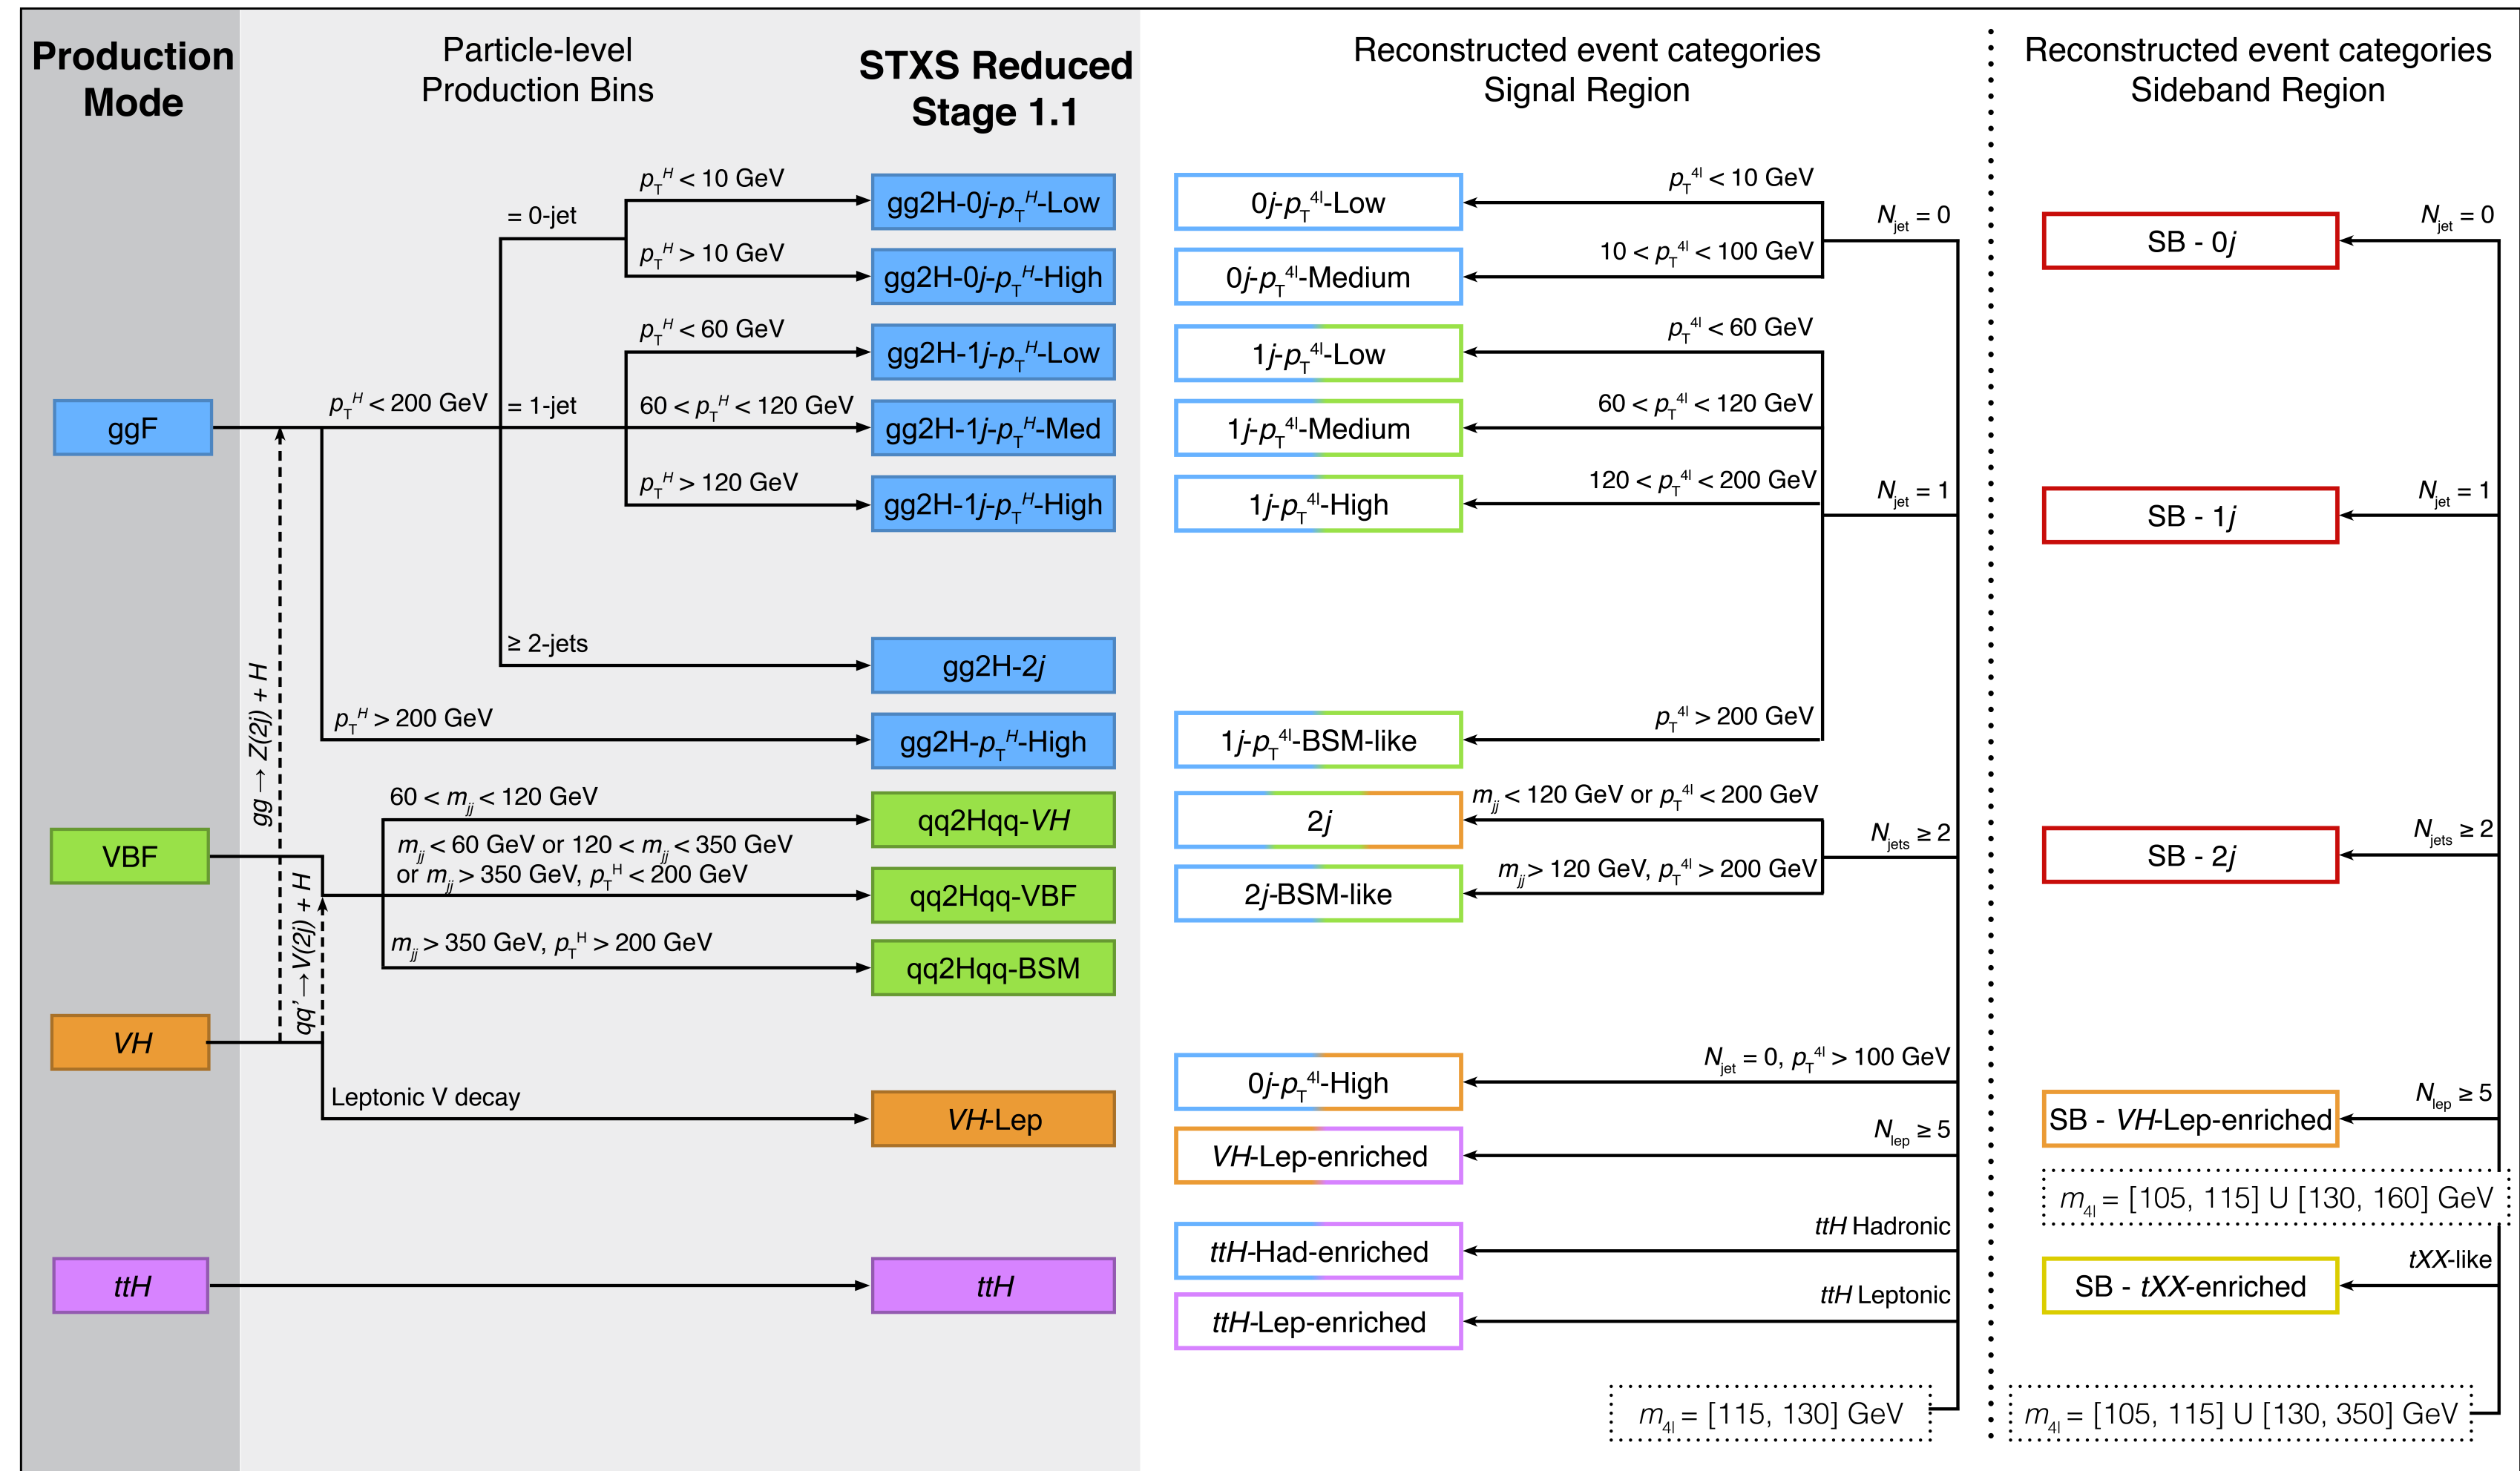 Production
Mode
Particle-level
Production Bins
STXS Reduced
Stage 1.1
Reconstructed event categories
Signal Region
Reconstructed event categories
Sideband Region
ggF
VBF
VH
ttH
gg → Z(2j) + H
qq' → V(2j) + H
p_T^H < 200 GeV
= 0-jet
p_T^H < 10 GeV
p_T^H > 10 GeV
= 1-jet
p_T^H < 60 GeV
60 < p_T^H < 120 GeV
p_T^H > 120 GeV
≥ 2-jets
p_T^H > 200 GeV
60 < m_jj < 120 GeV
m_jj < 60 GeV or 120 < m_jj < 350 GeV
or m_jj > 350 GeV, p_T^H < 200 GeV
m_jj > 350 GeV, p_T^H > 200 GeV
Leptonic V decay
gg2H-0j-p_T^H-Low
gg2H-0j-p_T^H-High
gg2H-1j-p_T^H-Low
gg2H-1j-p_T^H-Med
gg2H-1j-p_T^H-High
gg2H-2j
gg2H-p_T^H-High
qq2Hqq-VH
qq2Hqq-VBF
qq2Hqq-BSM
VH-Lep
ttH
0j-p_T^4l-Low
p_T^4l < 10 GeV
0j-p_T^4l-Medium
10 < p_T^4l < 100 GeV
N_jet = 0
1j-p_T^4l-Low
p_T^4l < 60 GeV
1j-p_T^4l-Medium
60 < p_T^4l < 120 GeV
1j-p_T^4l-High
120 < p_T^4l < 200 GeV
N_jet = 1
1j-p_T^4l-BSM-like
p_T^4l > 200 GeV
2j
m_jj < 120 GeV or p_T^4l < 200 GeV
2j-BSM-like
m_jj > 120 GeV, p_T^4l > 200 GeV
N_jets ≥ 2
0j-p_T^4l-High
N_jet = 0, p_T^4l > 100 GeV
VH-Lep-enriched
N_lep ≥ 5
ttH-Had-enriched
ttH Hadronic
ttH-Lep-enriched
ttH Leptonic
m_4l = [115, 130] GeV
SB - 0j
N_jet = 0
SB - 1j
N_jet = 1
SB - 2j
N_jets ≥ 2
SB - VH-Lep-enriched
N_lep ≥ 5
m_4l = [105, 115] U [130, 160] GeV
SB - tXX-enriched
tXX-like
m_4l = [105, 115] U [130, 350] GeV